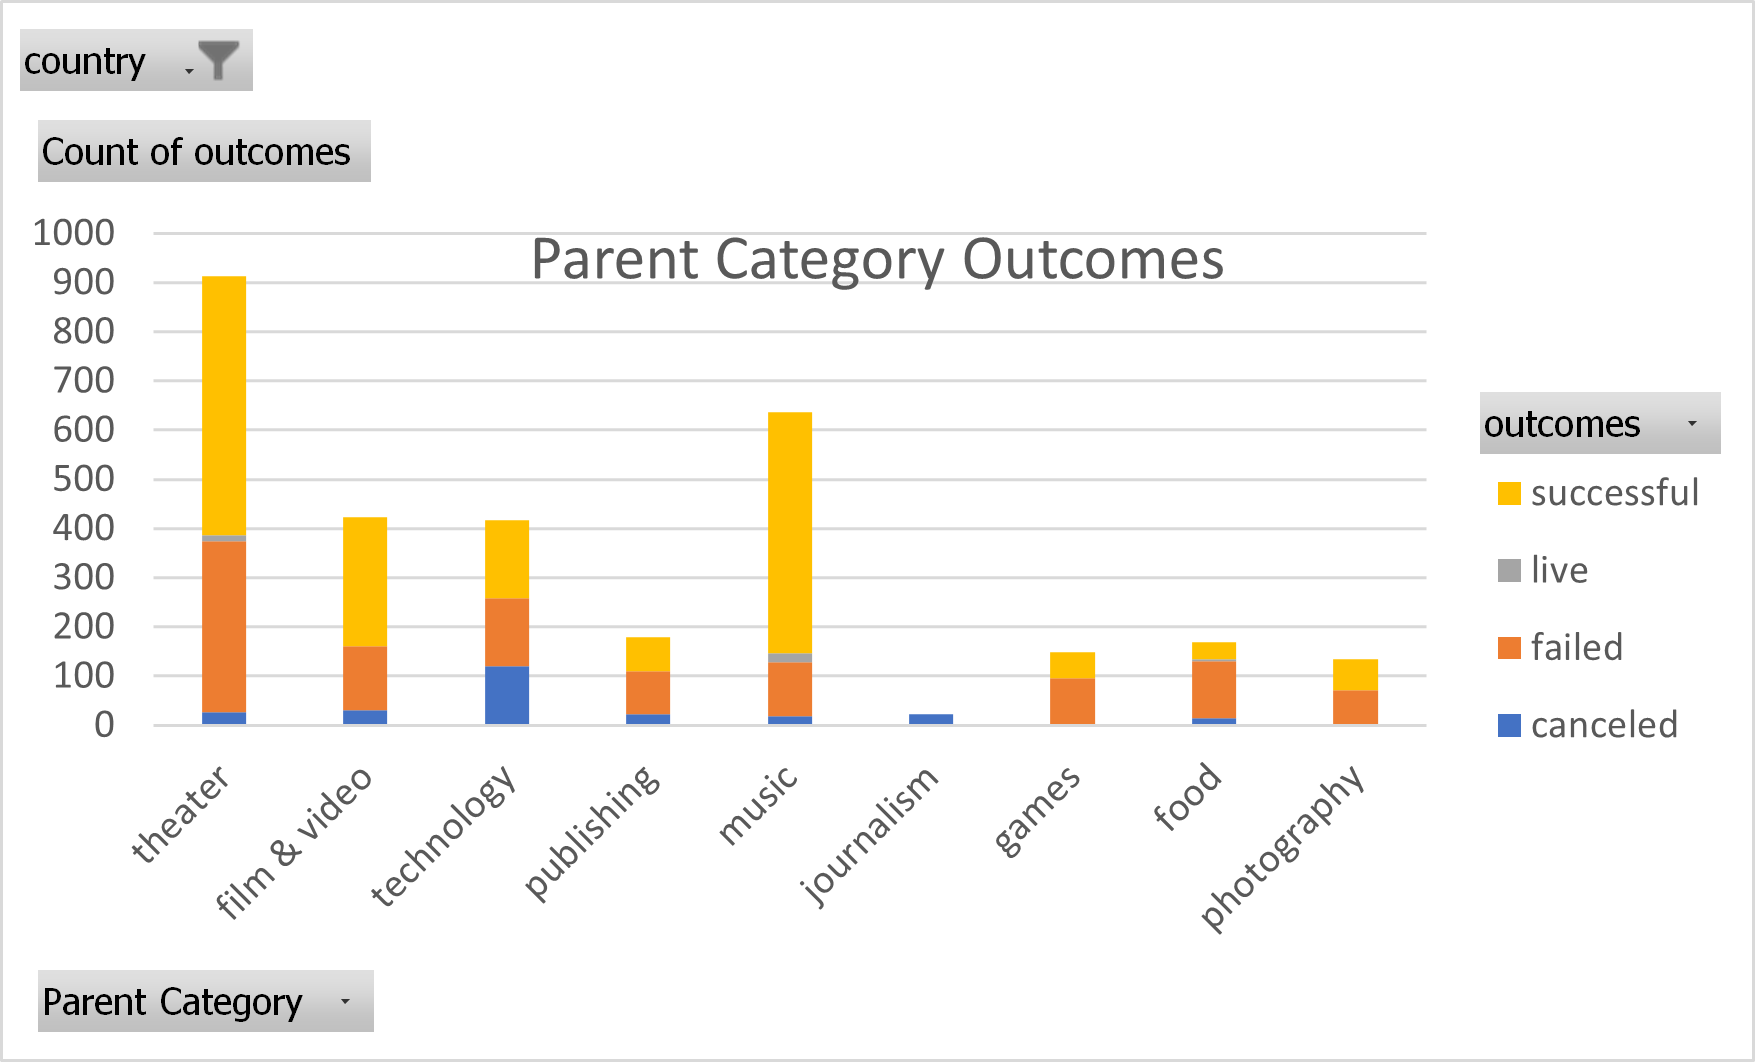 country
Count of outcomes
Parent Category Outcomes
1000
900
800
700
600
500
400
300
200
100
0
theater
film & video
technology
publishing
music
journalism
games
food
photography
outcomes
successful
live
failed
canceled
Parent Category